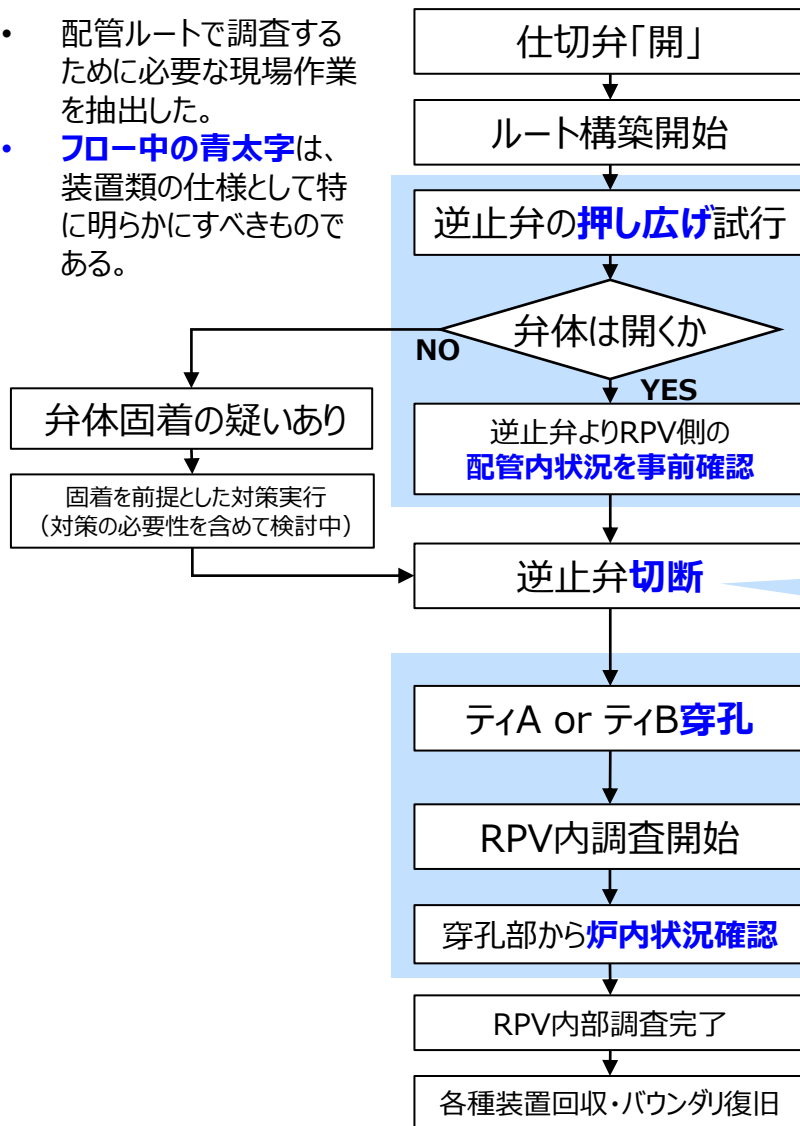 • 配管ルートで調査する
ために必要な現場作業
を抽出した。
• フロー中の青太字は、
装置類の仕様として特
に明らかにすべきもので
ある。
仕切弁「開」
ルート構築開始
逆止弁の押し広げ試行
弁体は開くか
NO
YES
弁体固着の疑いあり
固着を前提とした対策実行
（対策の必要性を含めて検討中）
逆止弁よりRPV側の
配管内状況を事前確認
逆止弁切断
ティA or ティB穿孔
RPV内調査開始
穿孔部から炉内状況確認
RPV内部調査完了
各種装置回収・バウンダリ復旧